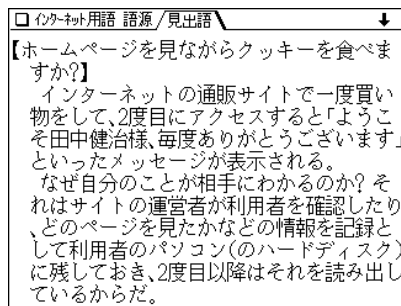 インターネット用語 語源/見出語
【ホームページを見ながらクッキーを食べま
すか?】
インターネットの通販サイトで一度買い
物をして、2度目にアクセスすると「ようこ
そ田中健治様、毎度ありがとうございます」
といったメッセージが表示される。
なぜ自分のことが相手にわかるのか? そ
れはサイトの運営者が利用者を確認したり
、どのページを見たかなどの情報を記録と
して利用者のパソコン(のハードディスク)
に残しておき、2度目以降はそれを読み出し
ているからだ。